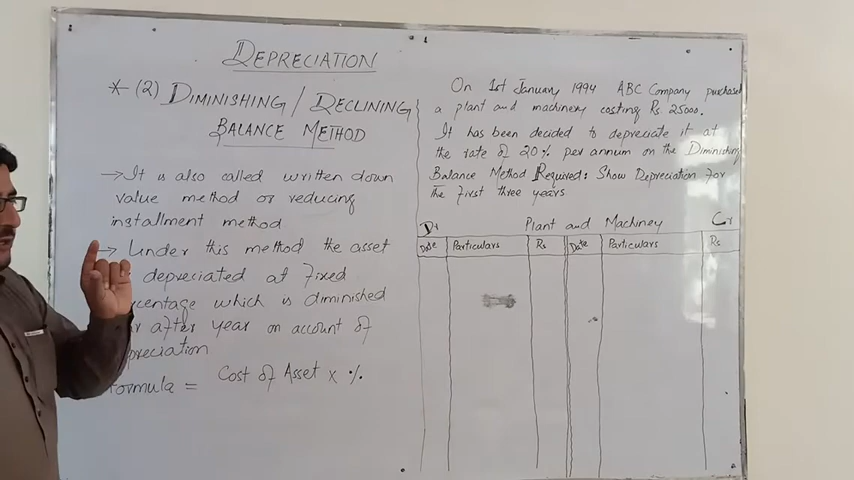 DEPRECIATION
* (2) DIMINISHING / DECLINING
BALANCE METHOD
→ It is also called written down
value method or reducing
installment method
→ Under this method the asset
depreciated at fixed
which is diminished
after year on account of
Formula = Cost of Asset x %
On 1st January 1994 ABC Company purchased
a plant and machinery costing Rs 25000.
It has been decided to depreciate it at
the rate of 20% per annum on the Diminishing
Balance Method Required: Show Depreciation for
The first three years
Dr Plant and Machinery Cr
Date Particulars Rs Date Particulars Rs